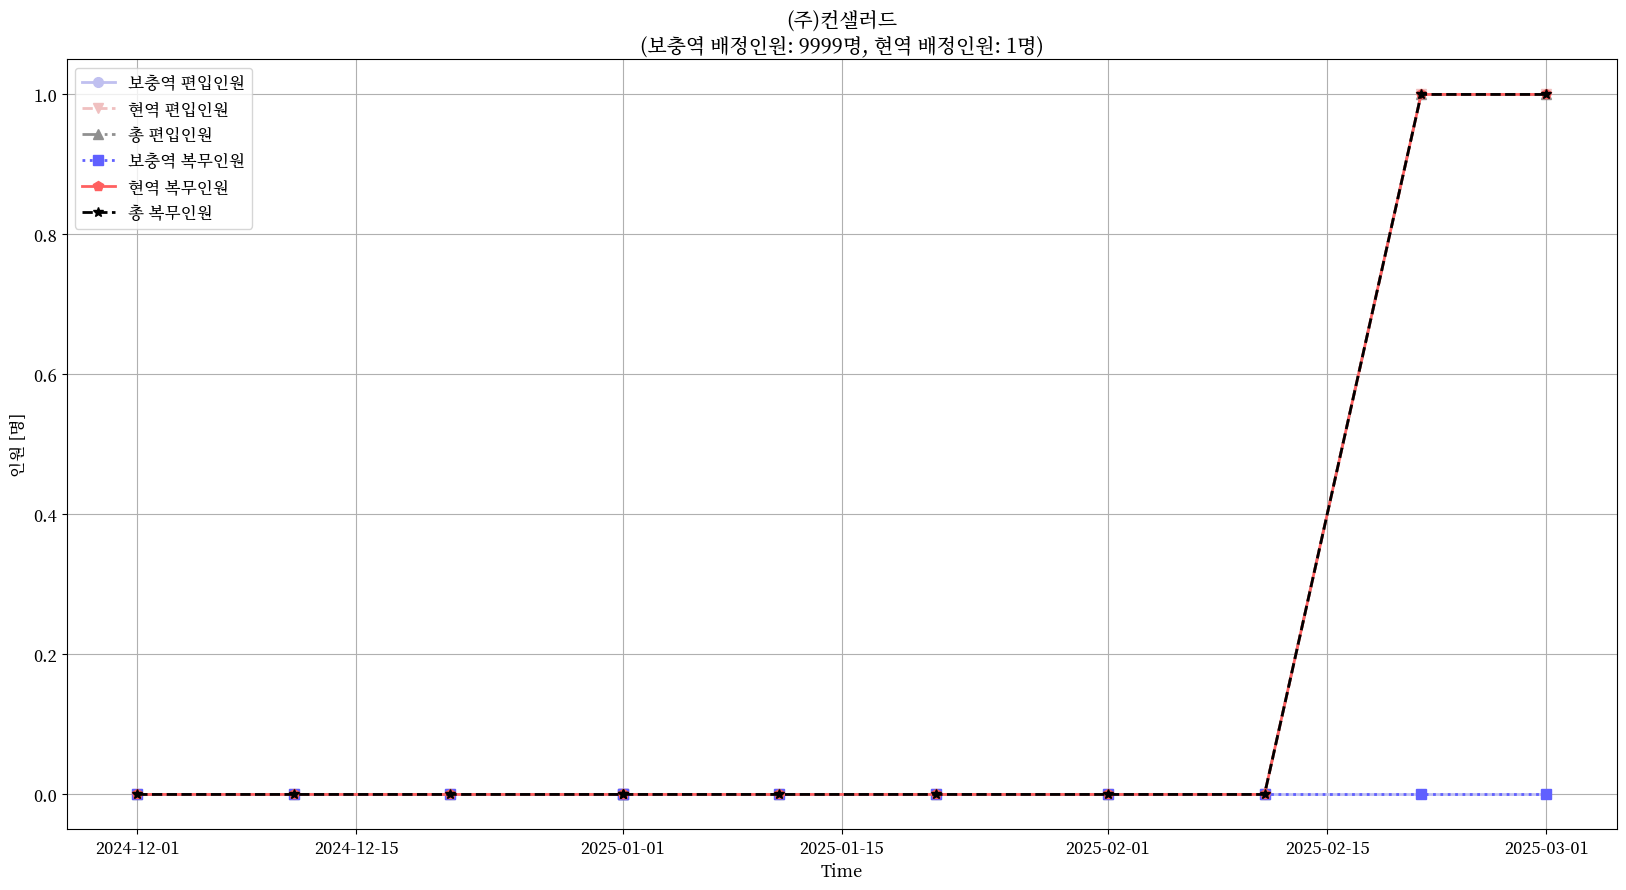 (주)컨샐러드
(보충역 배정인원: 9999명, 현역 배정인원: 1명)
보충역 편입인원
현역 편입인원
총 편입인원
보충역 복무인원
현역 복무인원
총 복무인원
1.0
0.8
0.6
0.4
0.2
0.0
인원 [명]
2024-12-01
2024-12-15
2025-01-01
2025-01-15
2025-02-01
2025-02-15
2025-03-01
Time